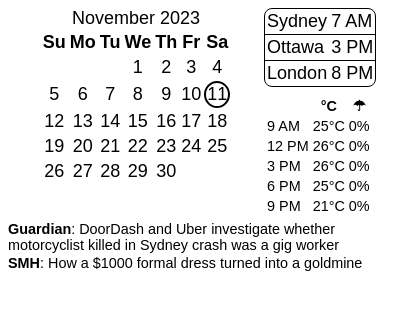 November 2023
Su Mo Tu We Th Fr Sa
1 2 3 4
5 6 7 8 9 10 11
12 13 14 15 16 17 18
19 20 21 22 23 24 25
26 27 28 29 30
Sydney 7 AM
Ottawa 3 PM
London 8 PM
°C ☂
9 AM 25°C 0%
12 PM 26°C 0%
3 PM 26°C 0%
6 PM 25°C 0%
9 PM 21°C 0%
Guardian: DoorDash and Uber investigate whether
motorcyclist killed in Sydney crash was a gig worker
SMH: How a $1000 formal dress turned into a goldmine